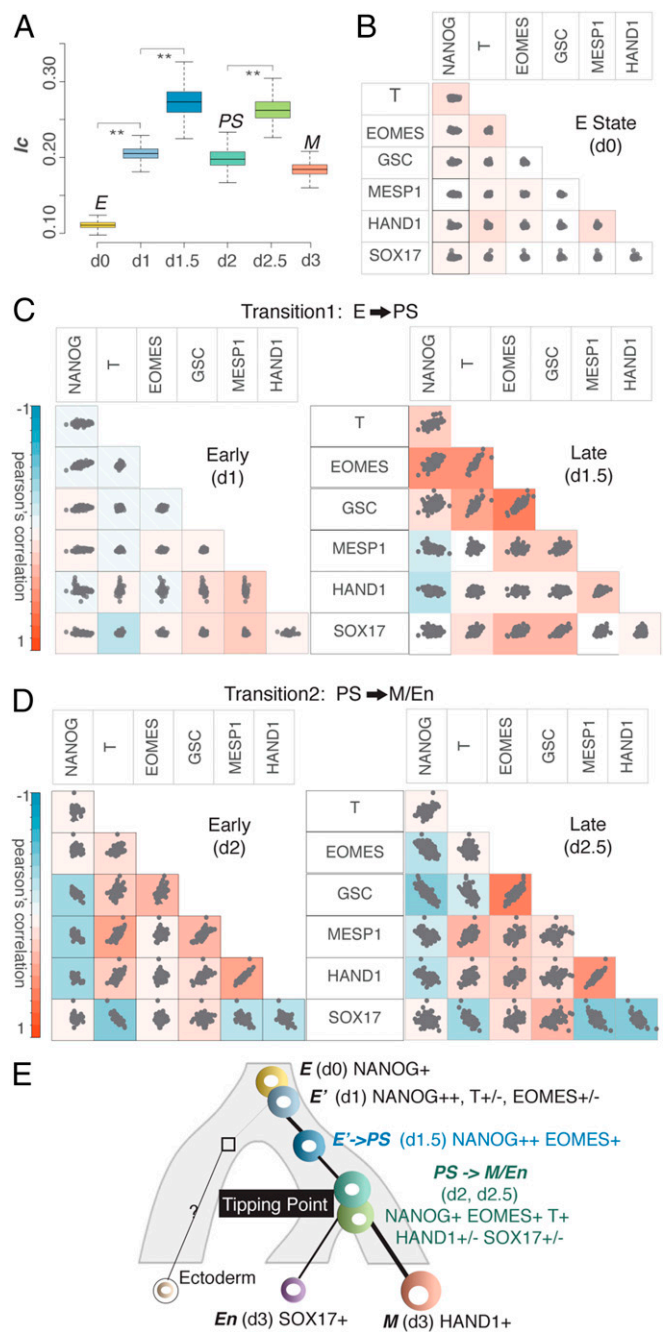 A
Ic
0.30
0.20
0.10
**
**
**
E
PS
M
d0 d1 d1.5 d2 d2.5 d3
B
NANOG T EOMES GSC MESP1 HAND1
T
EOMES
GSC
MESP1
HAND1
SOX17
E State
(d0)
C
Transition1: E➡PS
NANOG T EOMES GSC MESP1 HAND1
-1
pearson's correlation
1
Early
(d1)
NANOG T EOMES GSC MESP1 HAND1
T
EOMES
GSC
MESP1
HAND1
SOX17
Late
(d1.5)
D
Transition2: PS➡M/En
NANOG T EOMES GSC MESP1 HAND1
-1
pearson's correlation
1
Early
(d2)
NANOG T EOMES GSC MESP1 HAND1
T
EOMES
GSC
MESP1
HAND1
SOX17
Late
(d2.5)
E
E (d0) NANOG+
E' (d1) NANOG++, T+/-, EOMES+/-
E'->PS (d1.5) NANOG++ EOMES+
PS -> M/En
(d2, d2.5)
NANOG+ EOMES+ T+
HAND1+/- SOX17+/-
Tipping Point
?
Ectoderm
En (d3) SOX17+
M (d3) HAND1+